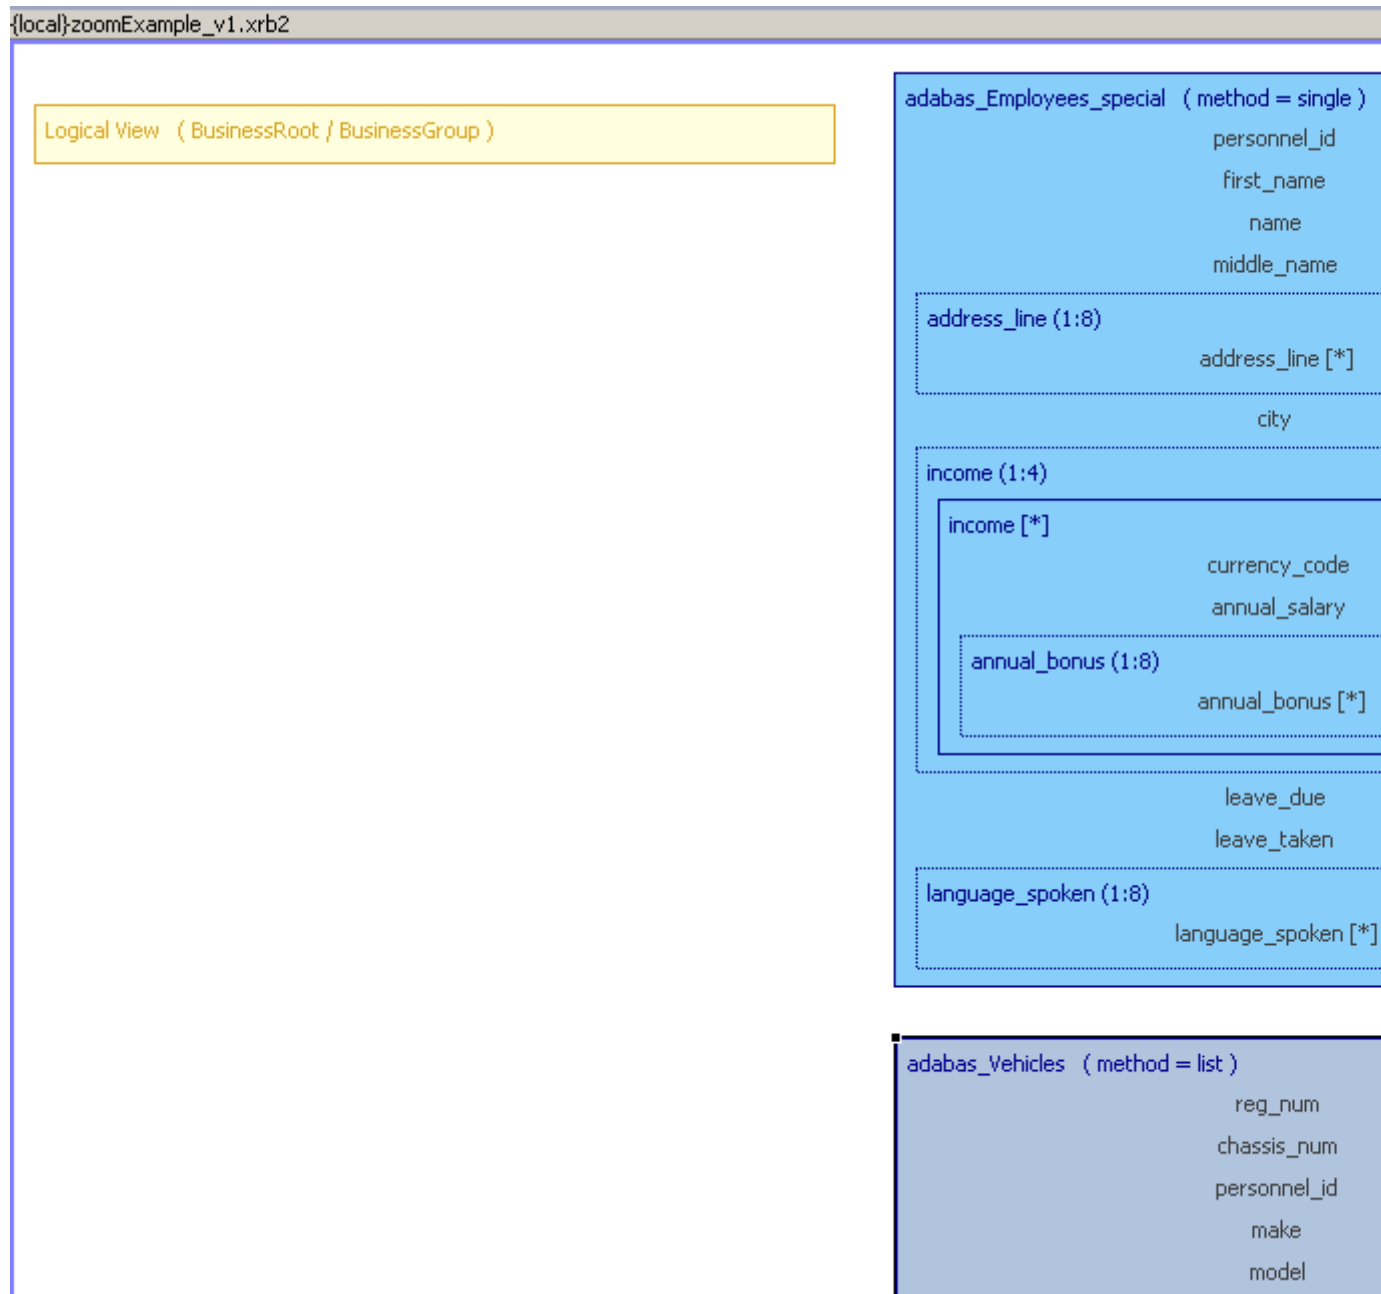 {local}zoomExample_v1.xrb2
Logical View ( BusinessRoot / BusinessGroup )
adabas_Employees_special ( method = single )
personnel_id
first_name
name
middle_name
address_line (1:8)
address_line [*]
city
income (1:4)
income [*]
currency_code
annual_salary
annual_bonus (1:8)
annual_bonus [*]
leave_due
leave_taken
language_spoken (1:8)
language_spoken [*]
adabas_Vehicles ( method = list )
reg_num
chassis_num
personnel_id
make
model